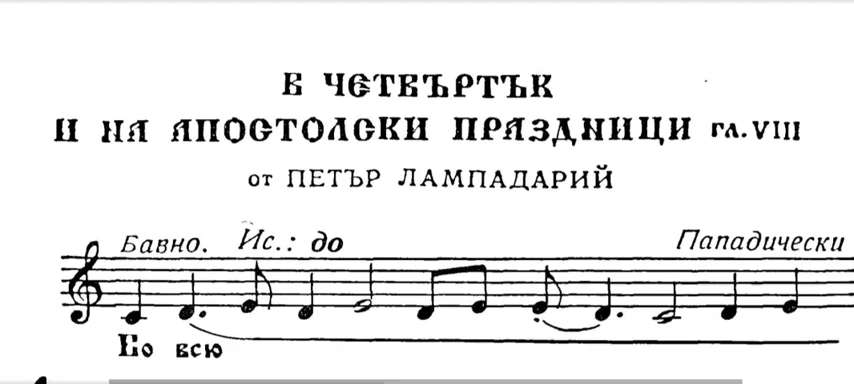 В ЧЕТВЪРТЪК
И НА АПОСТОЛСКИ ПРАЗДНИЦИ ГЛ. VIII
от ПЕТЪР ЛАМПАДАРИЙ
Бавно. Ис.: до Пападически
Во всю